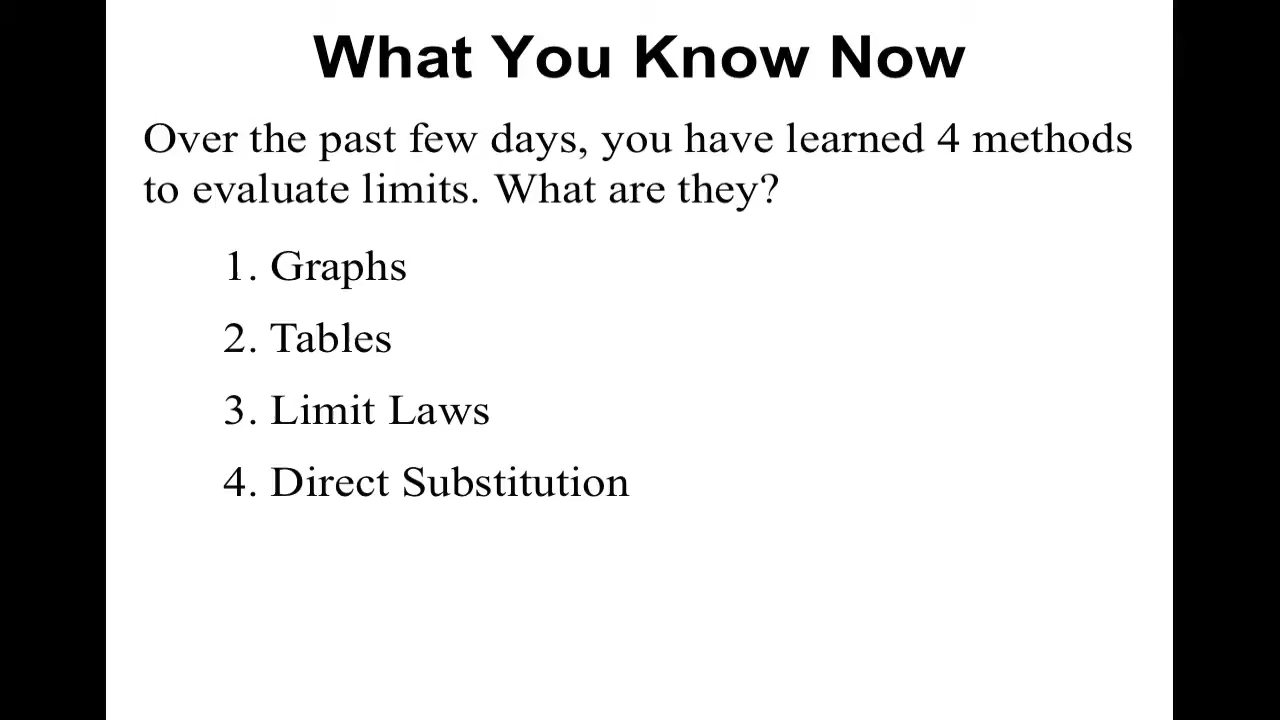 What You Know Now
Over the past few days, you have learned 4 methods
to evaluate limits. What are they?
1. Graphs
2. Tables
3. Limit Laws
4. Direct Substitution